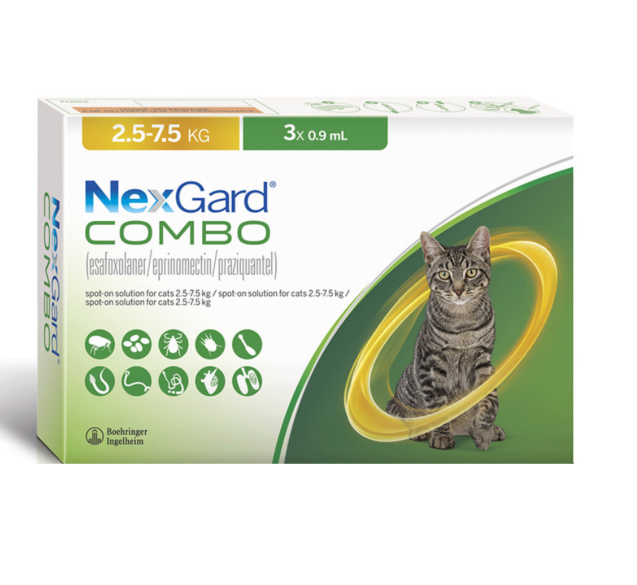 2.5-7.5 KG
3x 0.9 mL
NexGard®
COMBO
(esafoxolaner/eprinomectin/praziquantel)
spot-on solution for cats 2.5-7.5 kg / spot-on solution for cats 2.5-7.5 kg /
spot-on solution for cats 2.5-7.5 kg
Boehringer
Ingelheim
NexGard®
COMBO